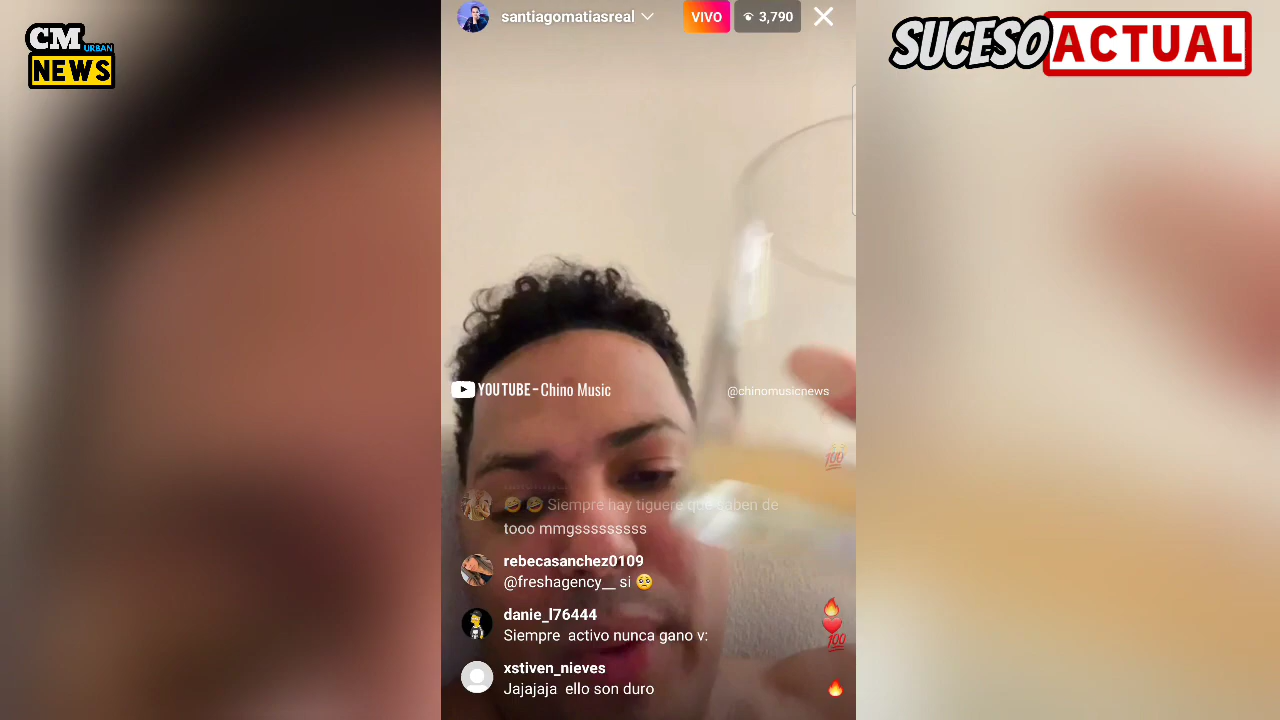 CM
URBAN
NEWS
SUCESO ACTUAL
santiagomatiasreal
VIVO
3,790
YOUTUBE - Chino Music
@chinomusicnews
🤣 🤣 Siempre hay tiguere que saben de
tooo mmgsssssssss
rebecasanchez0109
@freshagency__ si 🥺
danie_l76444
Siempre activo nunca gano v:
xstiven_nieves
Jajajaja ello son duro